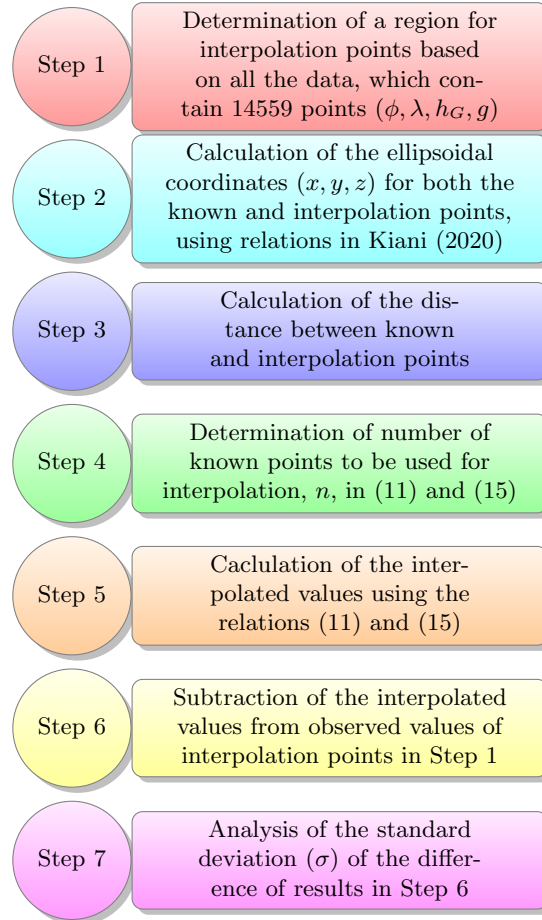 Step 1
Determination of a region for
interpolation points based
on all the data, which con-
tain 14559 points (ϕ, λ, h_G, g)
Step 2
Calculation of the ellipsoidal
coordinates (x, y, z) for both the
known and interpolation points,
using relations in Kiani (2020)
Step 3
Calculation of the dis-
tance between known
and interpolation points
Step 4
Determination of number of
known points to be used for
interpolation, n, in (11) and (15)
Step 5
Caclulation of the inter-
polated values using the
relations (11) and (15)
Step 6
Subtraction of the interpolated
values from observed values of
interpolation points in Step 1
Step 7
Analysis of the standard
deviation (σ) of the differ-
ence of results in Step 6